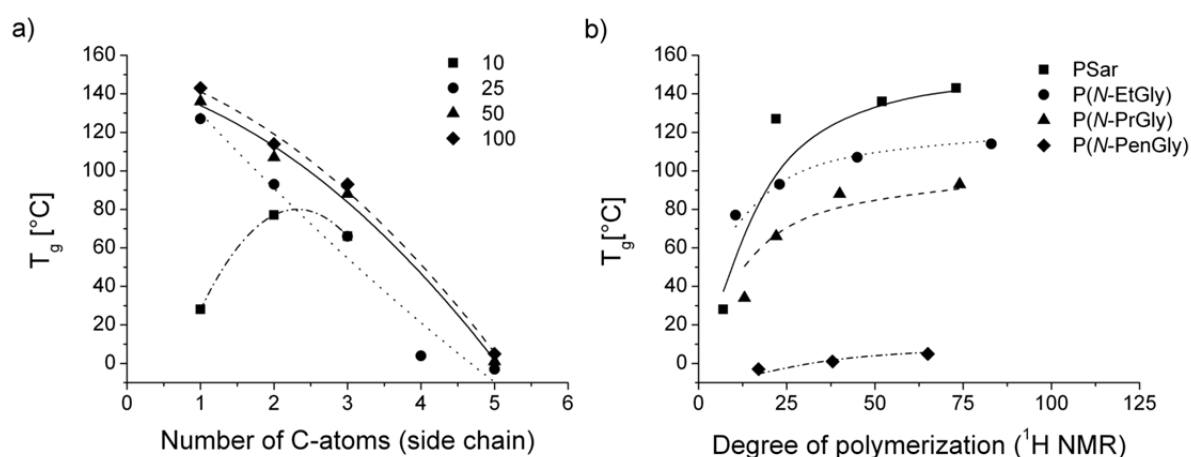 a)
160
140
120
100
80
60
40
20
0
T_g [°C]
10
25
50
100
0 1 2 3 4 5 6
Number of C-atoms (side chain)
b)
160
140
120
100
80
60
40
20
0
T_g[°C]
PSar
P(N-EtGly)
P(N-PrGly)
P(N-PenGly)
0 25 50 75 100 125
Degree of polymerization (¹H NMR)